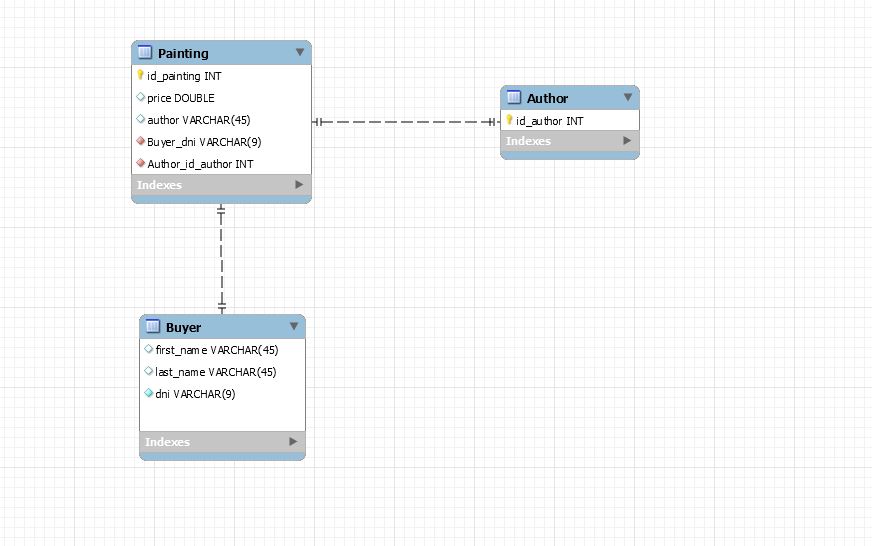 Painting
id_painting INT
price DOUBLE
author VARCHAR(45)
Buyer_dni VARCHAR(9)
Author_id_author INT
Indexes
Author
id_author INT
Indexes
Buyer
first_name VARCHAR(45)
last_name VARCHAR(45)
dni VARCHAR(9)
Indexes